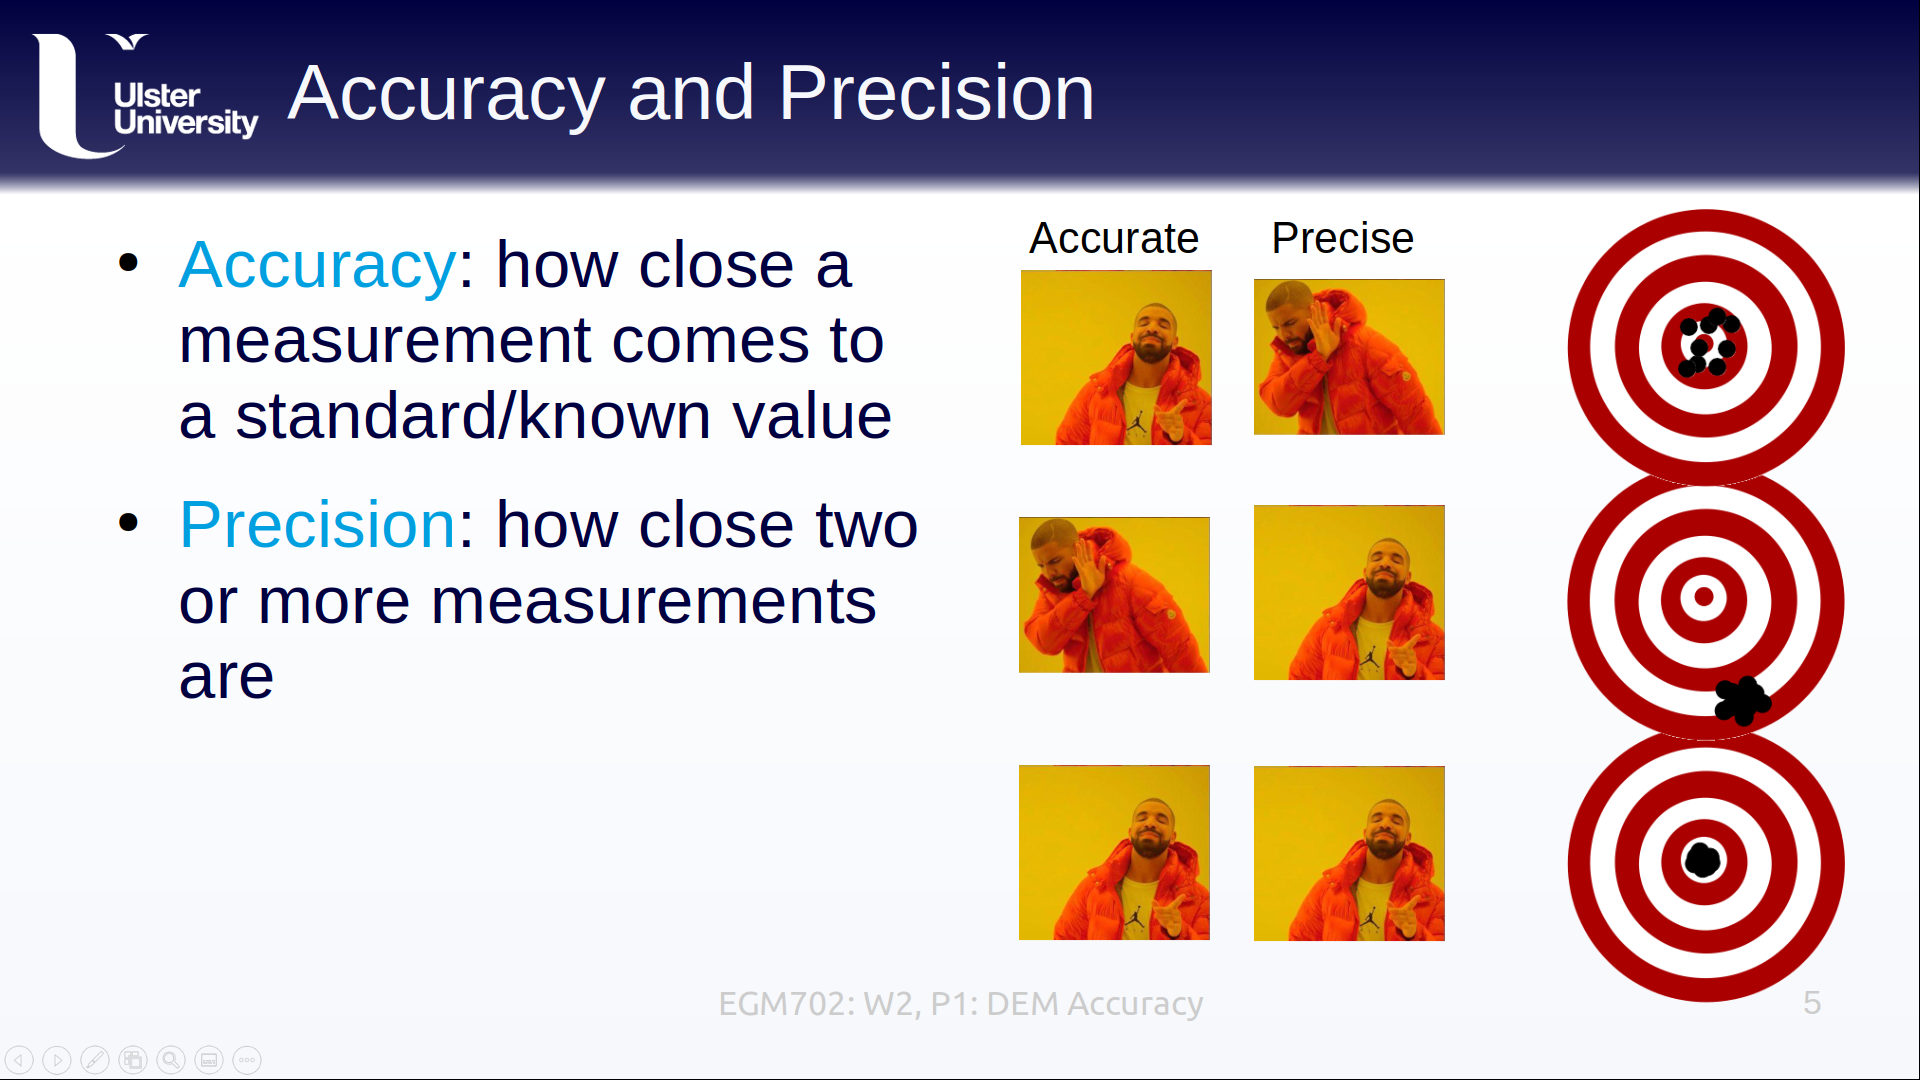 Ulster
University
Accuracy and Precision
• Accuracy: how close a
measurement comes to
a standard/known value
• Precision: how close two
or more measurements
are
Accurate Precise
EGM702: W2, P1: DEM Accuracy
5